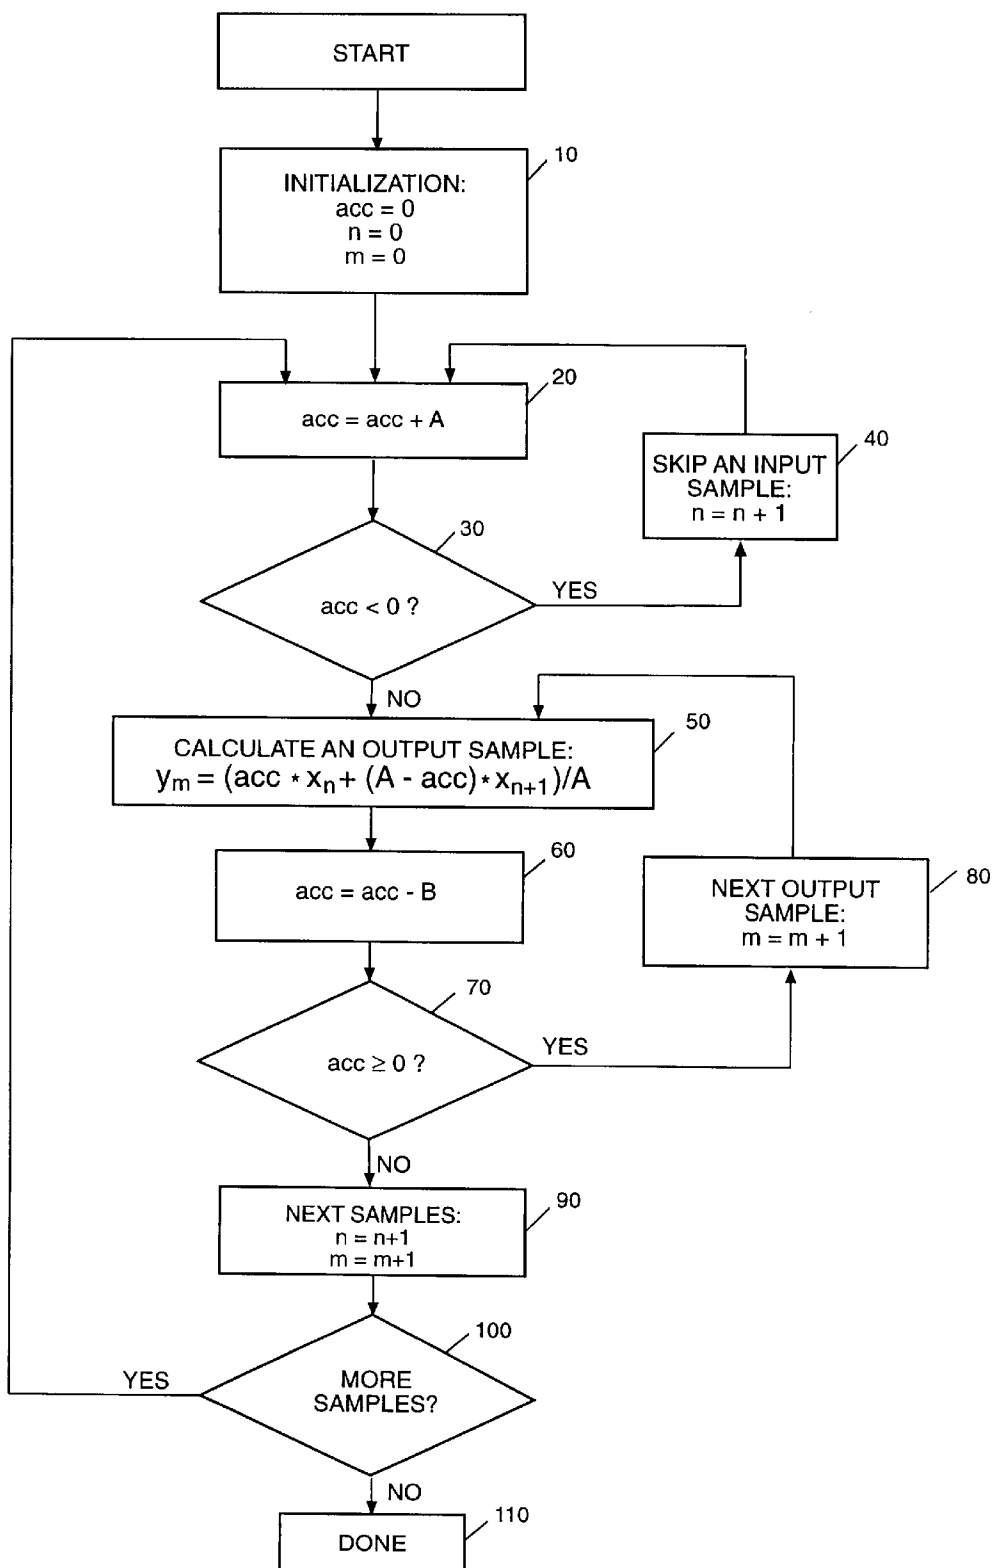 START
10
INITIALIZATION:
acc = 0
n = 0
m = 0
20
acc = acc + A
40
SKIP AN INPUT
SAMPLE:
n = n + 1
30
acc < 0 ?
YES
NO
50
CALCULATE AN OUTPUT SAMPLE:
yₘ = (acc * xₙ + (A - acc) * xₙ₊₁)/A
60
acc = acc - B
80
NEXT OUTPUT
SAMPLE:
m = m + 1
70
acc ≥ 0 ?
YES
NO
90
NEXT SAMPLES:
n = n+1
m = m+1
100
MORE
SAMPLES?
YES
NO
110
DONE